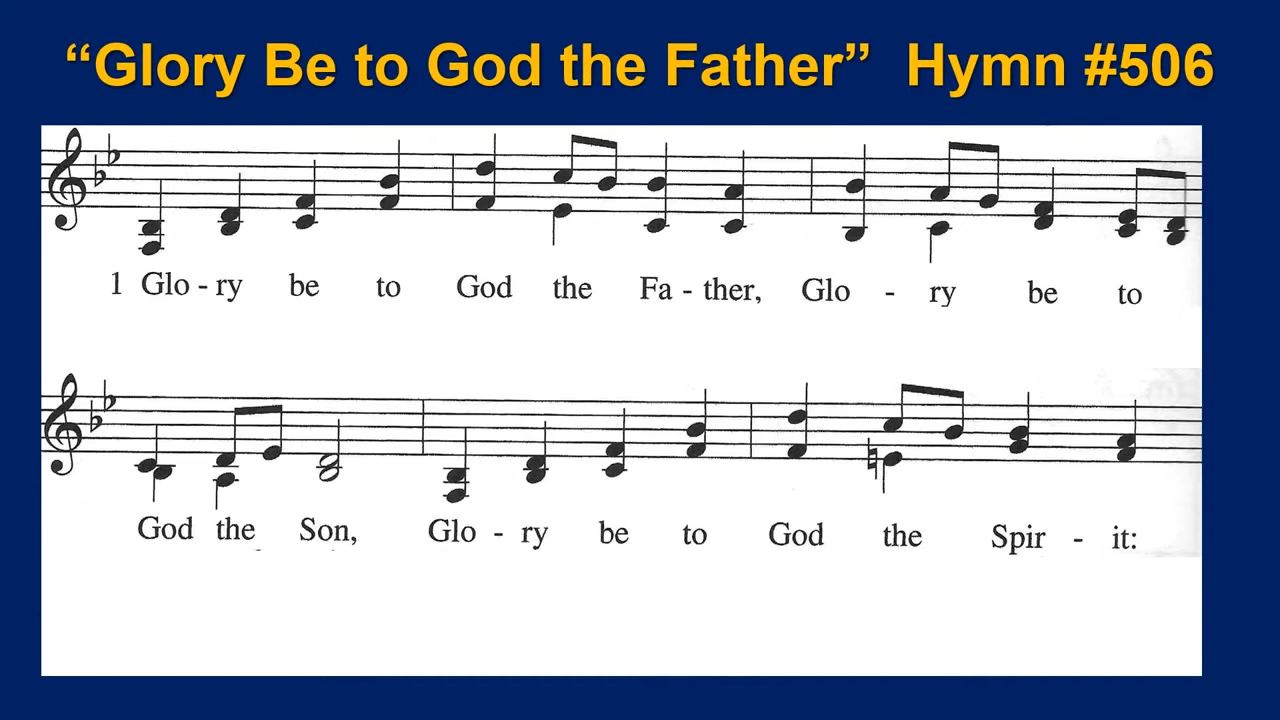 “Glory Be to God the Father” Hymn #506
1 Glo - ry be to God the Fa - ther, Glo - ry be to
God the Son, Glo - ry be to God the Spir - it: